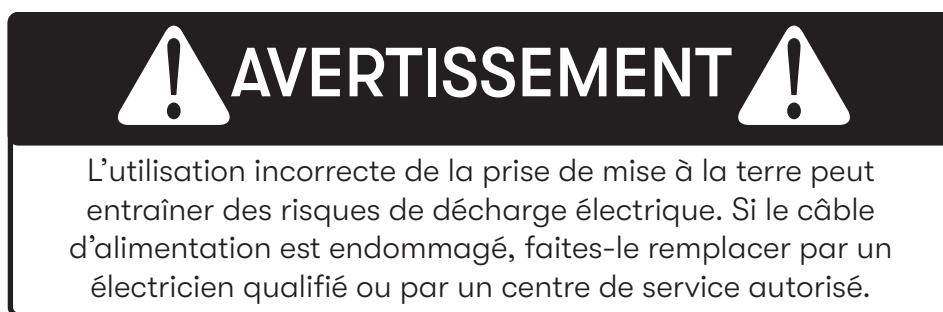 AVERTISSEMENT
L’utilisation incorrecte de la prise de mise à la terre peut
entraîner des risques de décharge électrique. Si le câble
d’alimentation est endommagé, faites-le remplacer par un
électricien qualifié ou par un centre de service autorisé.